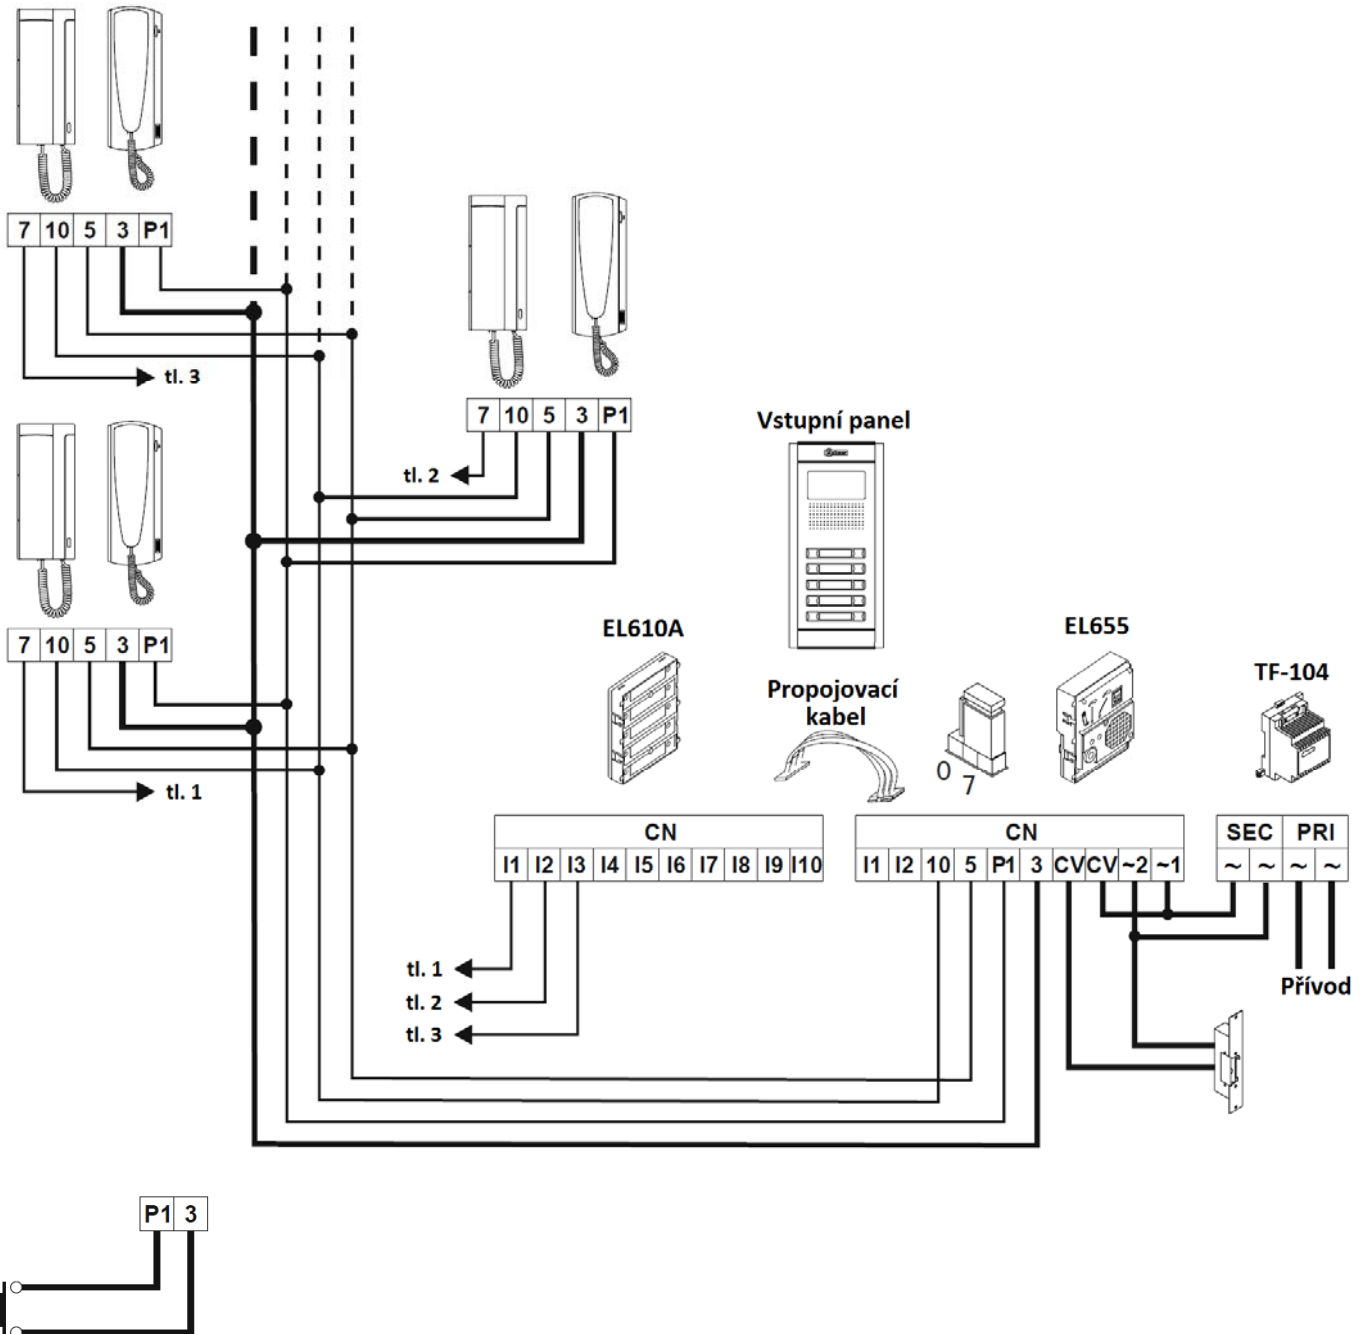 7 10 5 3 P1
tl. 3
7 10 5 3 P1
tl. 2
Vstupní panel
7 10 5 3 P1
tl. 1
EL610A
Propojovací
kabel
0
7
EL655
TF-104
CN
I1 I2 I3 I4 I5 I6 I7 I8 I9 I10
CN
I1 I2 10 5 P1 3 CV CV ~2 ~1
SEC PRI
~ ~ ~ ~
tl. 1
tl. 2
tl. 3
Přívod
P1 3